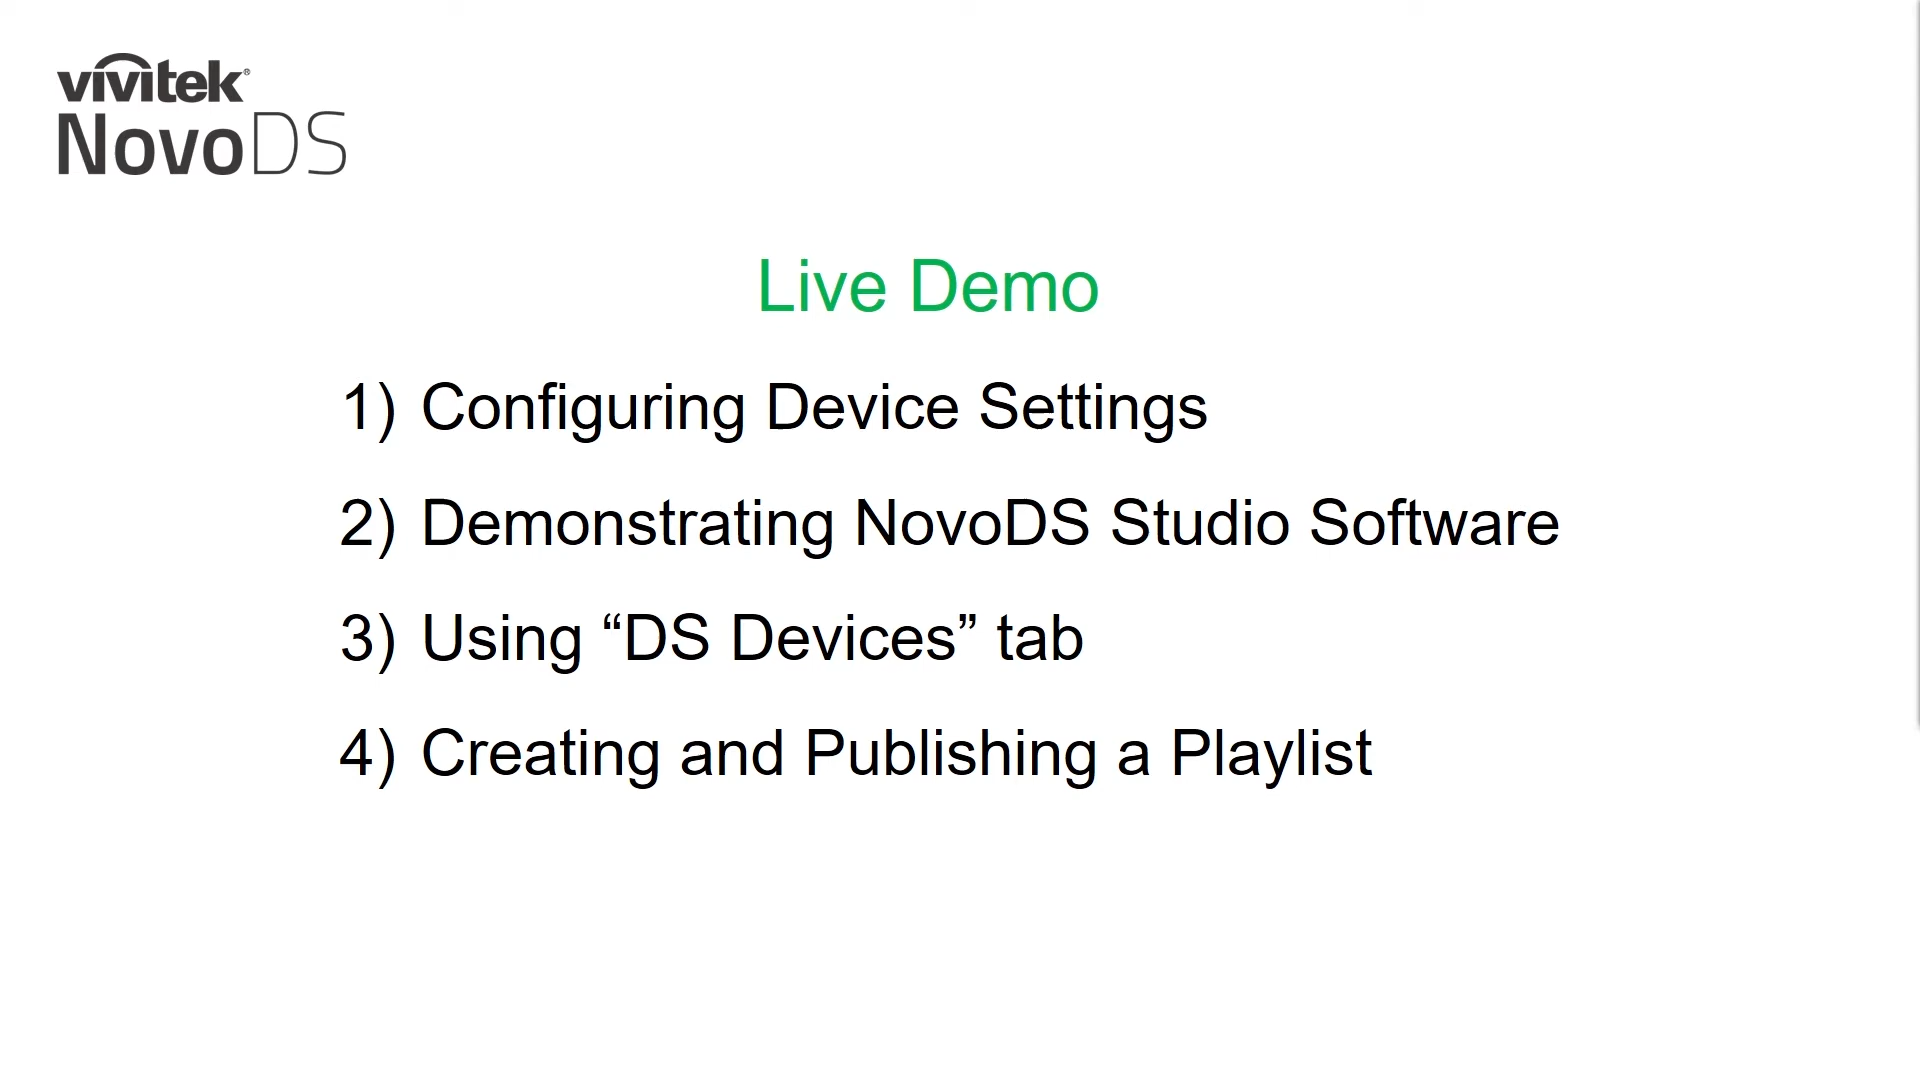 vivitek®
NovoDS
Live Demo
1) Configuring Device Settings
2) Demonstrating NovoDS Studio Software
3) Using “DS Devices” tab
4) Creating and Publishing a Playlist